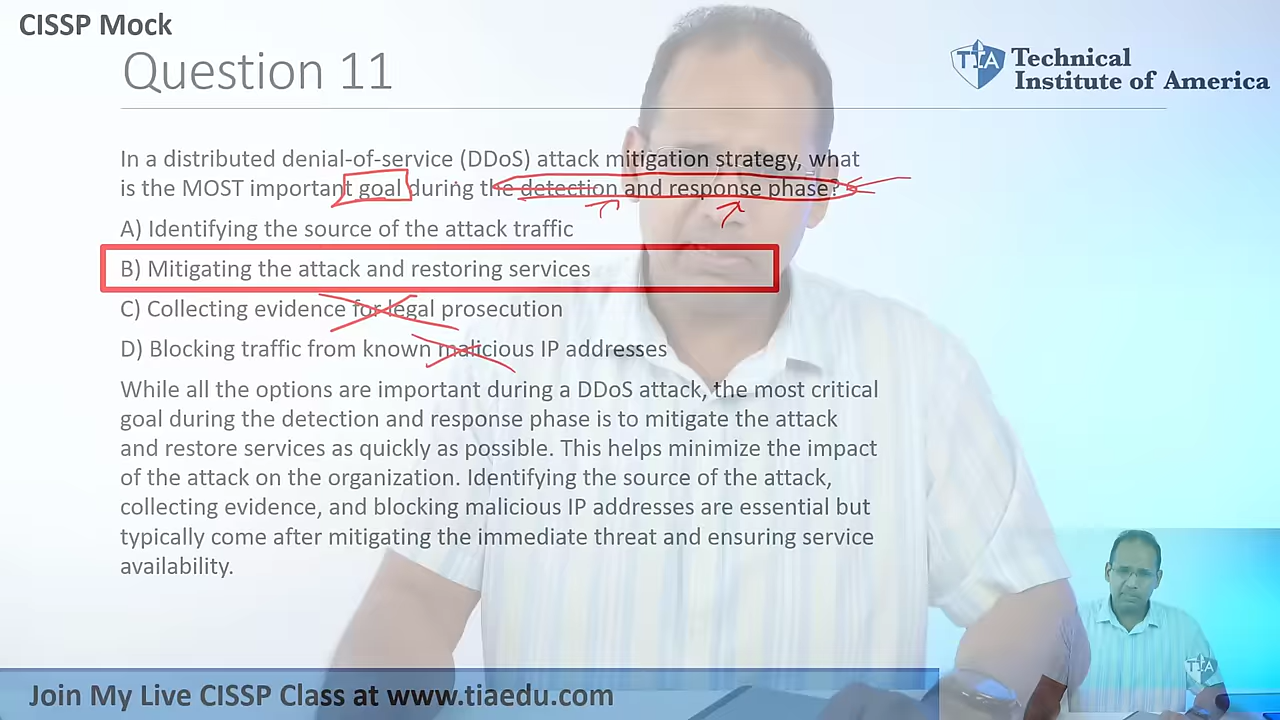 CISSP Mock
Question 11
Technical
Institute of America
In a distributed denial-of-service (DDoS) attack mitigation strategy, what
is the MOST important goal during the detection and response phase?
A) Identifying the source of the attack traffic
B) Mitigating the attack and restoring services
C) Collecting evidence for legal prosecution
D) Blocking traffic from known malicious IP addresses
While all the options are important during a DDoS attack, the most critical
goal during the detection and response phase is to mitigate the attack
and restore services as quickly as possible. This helps minimize the impact
of the attack on the organization. Identifying the source of the attack,
collecting evidence, and blocking malicious IP addresses are essential but
typically come after mitigating the immediate threat and ensuring service
availability.
Join My Live CISSP Class at www.tiaedu.com
TIA
TIA